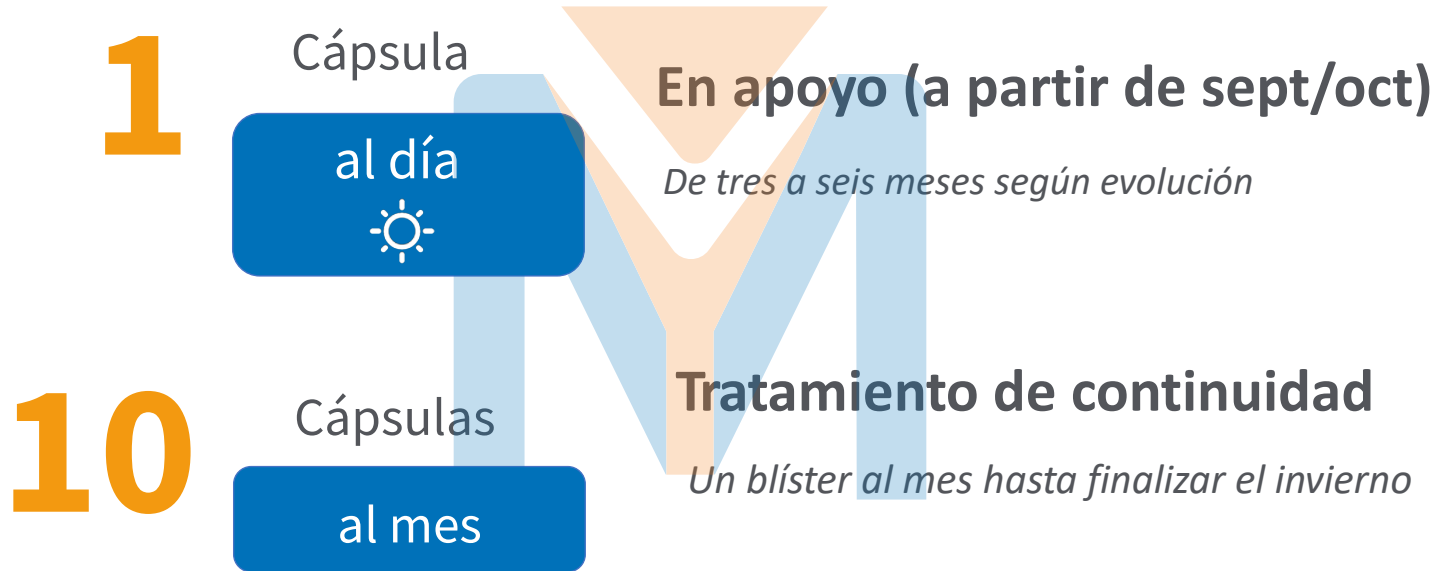 1
Cápsula
al día
En apoyo (a partir de sept/oct)
De tres a seis meses según evolución
10
Cápsulas
al mes
Tratamiento de continuidad
Un blíster al mes hasta finalizar el invierno